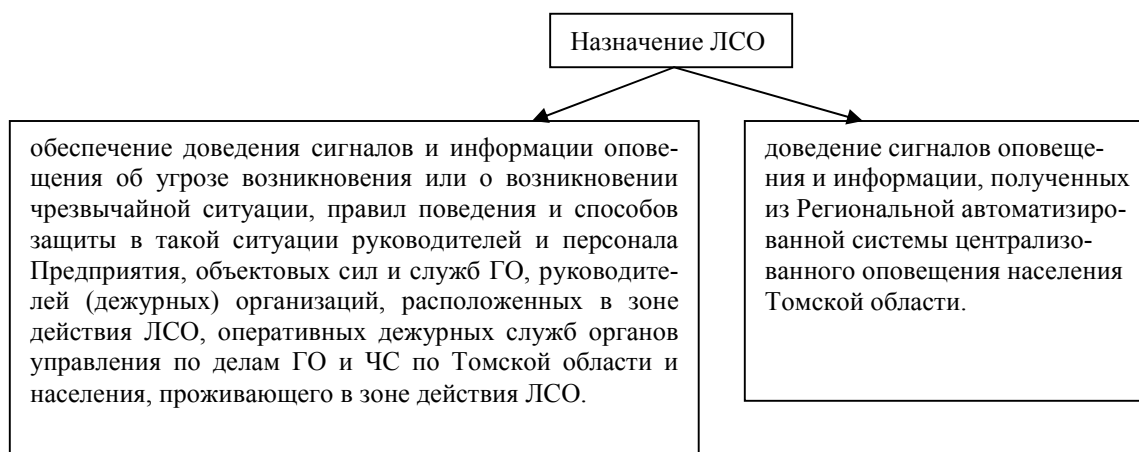 Назначение ЛСО
обеспечение доведения сигналов и информации опове-
щения об угрозе возникновения или о возникновении
чрезвычайной ситуации, правил поведения и способов
защиты в такой ситуации руководителей и персонала
Предприятия, объектовых сил и служб ГО, руководите-
лей (дежурных) организаций, расположенных в зоне
действия ЛСО, оперативных дежурных служб органов
управления по делам ГО и ЧС по Томской области и
населения, проживающего в зоне действия ЛСО.
доведение сигналов оповеще-
ния и информации, полученных
из Региональной автоматизиро-
ванной системы централизо-
ванного оповещения населения
Томской области.